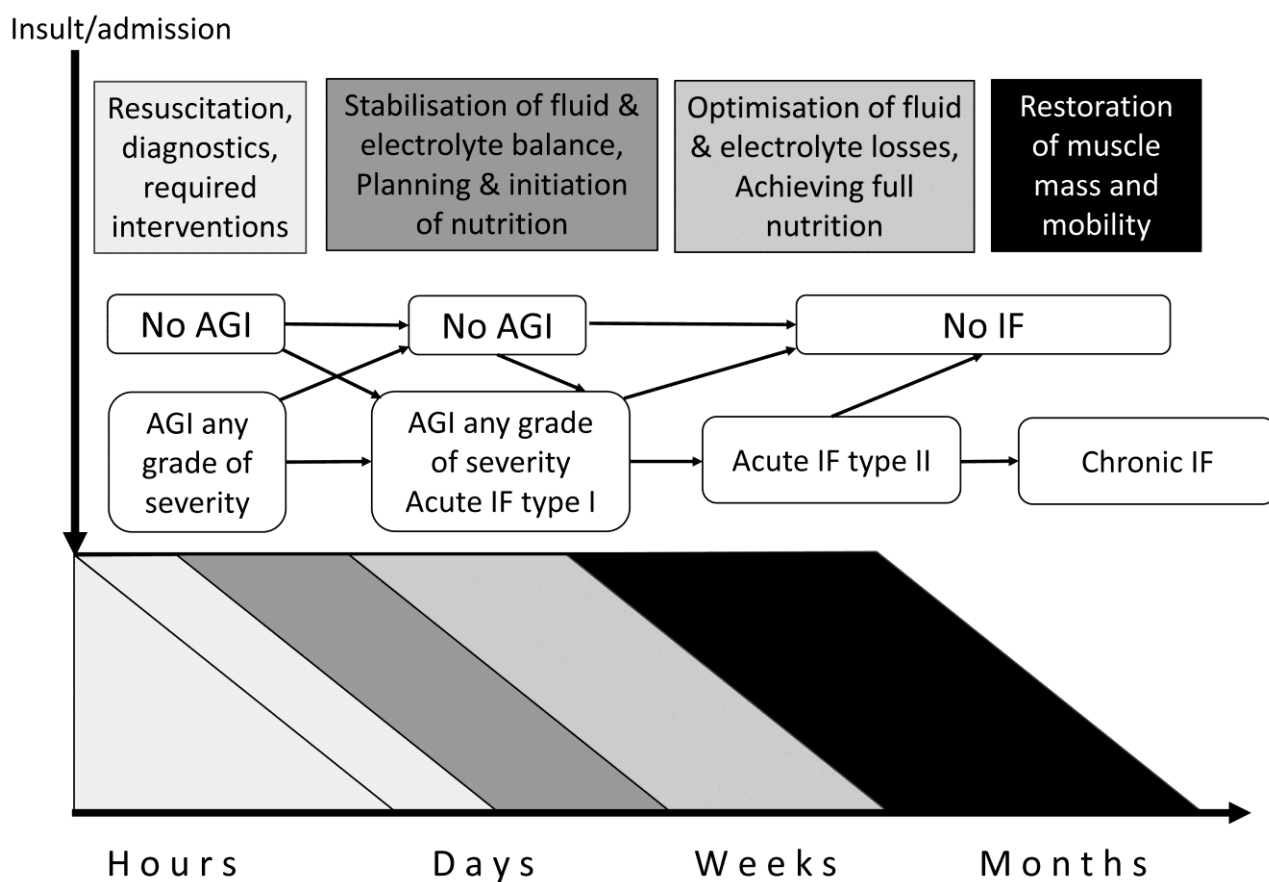 Insult/admission
Resuscitation,
diagnostics,
required
interventions
Stabilisation of fluid &
electrolyte balance,
Planning & initiation
of nutrition
Optimisation of fluid
& electrolyte losses,
Achieving full
nutrition
Restoration
of muscle
mass and
mobility
No AGI
No AGI
No IF
AGI any
grade of
severity
AGI any grade
of severity
Acute IF type I
Acute IF type II
Chronic IF
Hours
Days
Weeks
Months